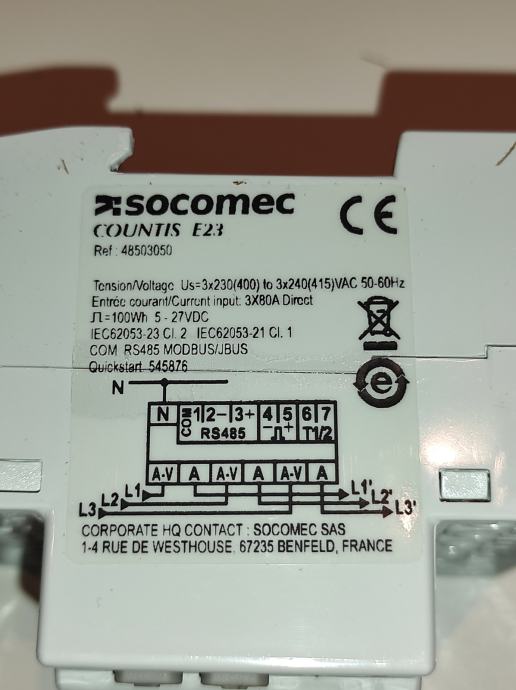 socomec
CE
COUNTIS E23
Ref : 48503050
Tension/Voltage Us=3x230(400) to 3x240(415)VAC 50-60Hz
Entrée courant/Current input: 3X80A Direct
⎍=100Wh 5 - 27VDC
IEC62053-23 Cl. 2 IEC62053-21 Cl. 1
COM RS485 MODBUS/JBUS
Quickstart 545876
e
N
N COM 1 2- 3+ 4 5 6 7
RS485 - ⎍ + T1/2
A-V A A-V A A-V A
L1 L1'
L2 L2'
L3 L3'
CORPORATE HQ CONTACT : SOCOMEC SAS
1-4 RUE DE WESTHOUSE, 67235 BENFELD, FRANCE